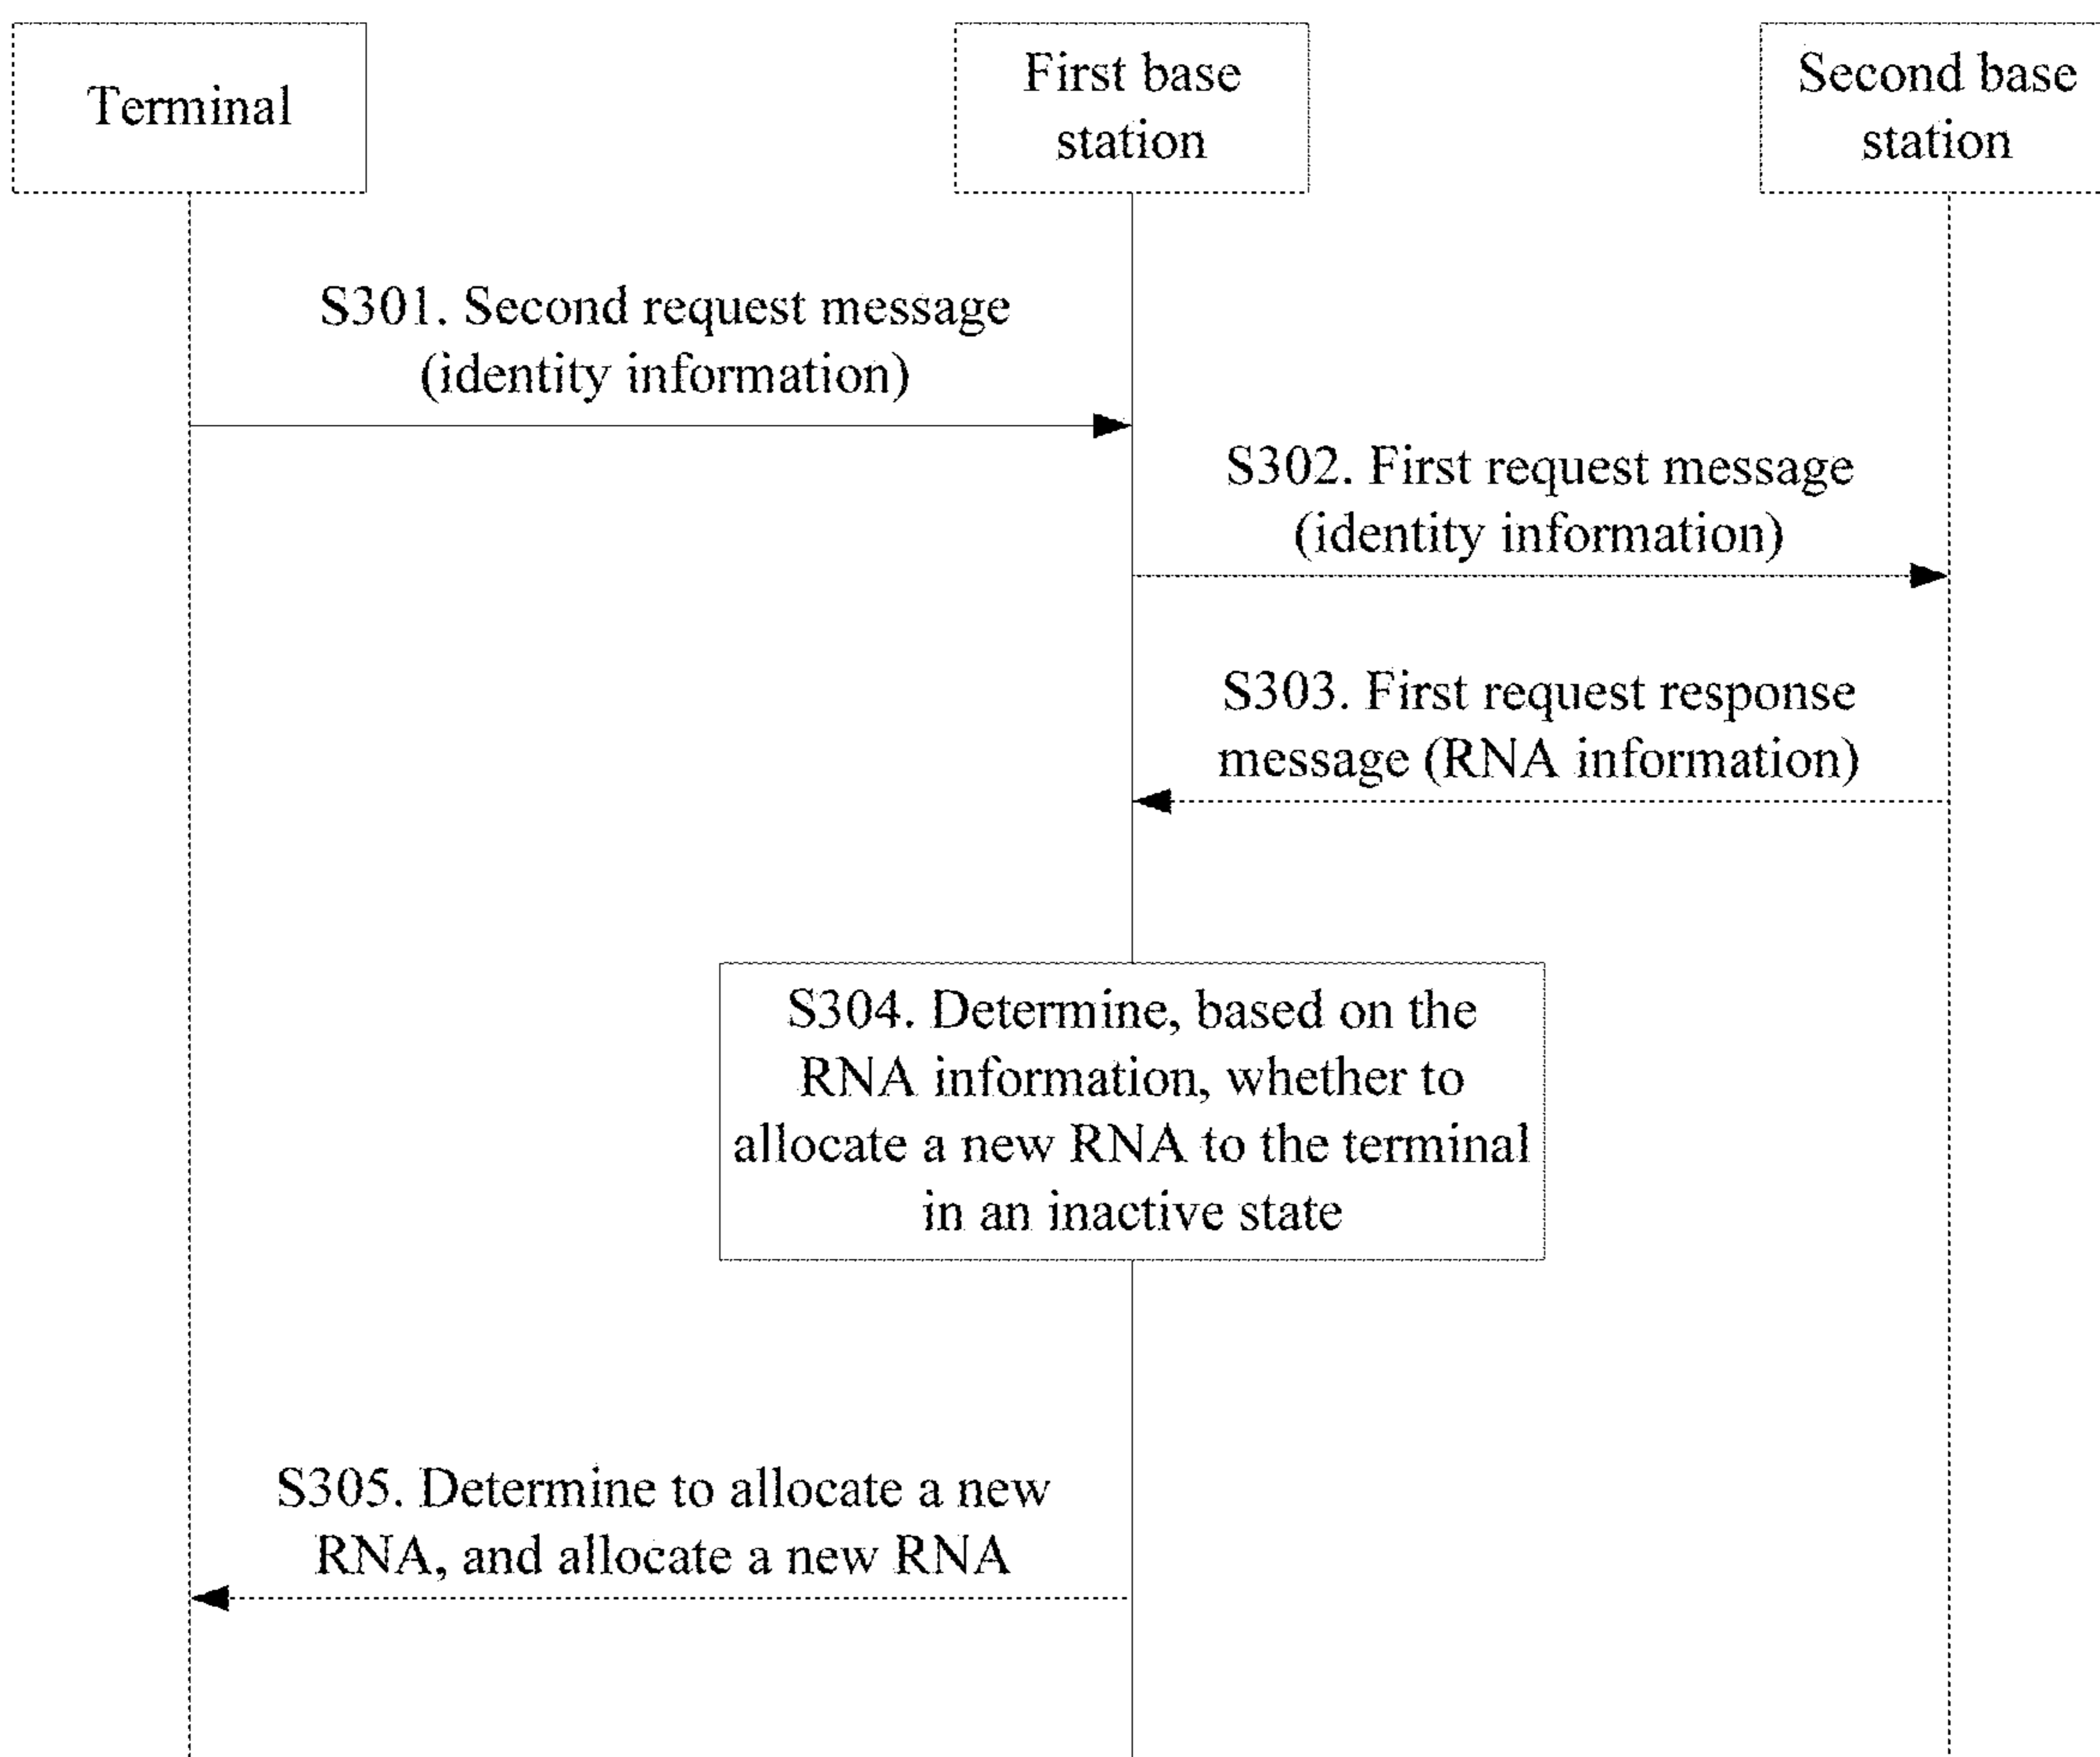 Terminal
First base
station
Second base
station
S301. Second request message
(identity information)
S302. First request message
(identity information)
S303. First request response
message (RNA information)
S304. Determine, based on the
RNA information, whether to
allocate a new RNA to the terminal
in an inactive state
S305. Determine to allocate a new
RNA, and allocate a new RNA